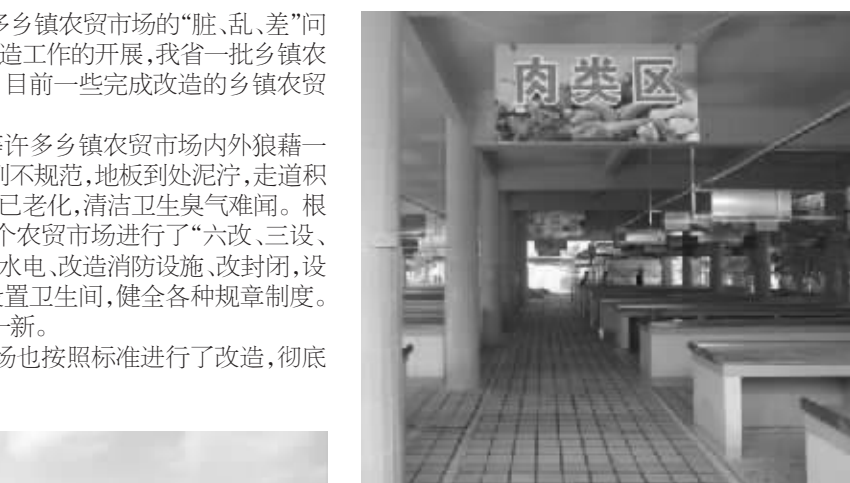 多乡镇农贸市场的“脏、乱、差”问
造工作的开展,我省一批乡镇农
目前一些完成改造的乡镇农贸
许多乡镇农贸市场内外狼藉一
不规范,地板到处泥泞,走道积
已老化,清洁卫生臭气难闻。根
个农贸市场进行了“六改、三设、
水电、改造消防设施、改封闭,设
置卫生间,健全各种规章制度。
一新。
场也按照标准进行了改造,彻底
肉类区